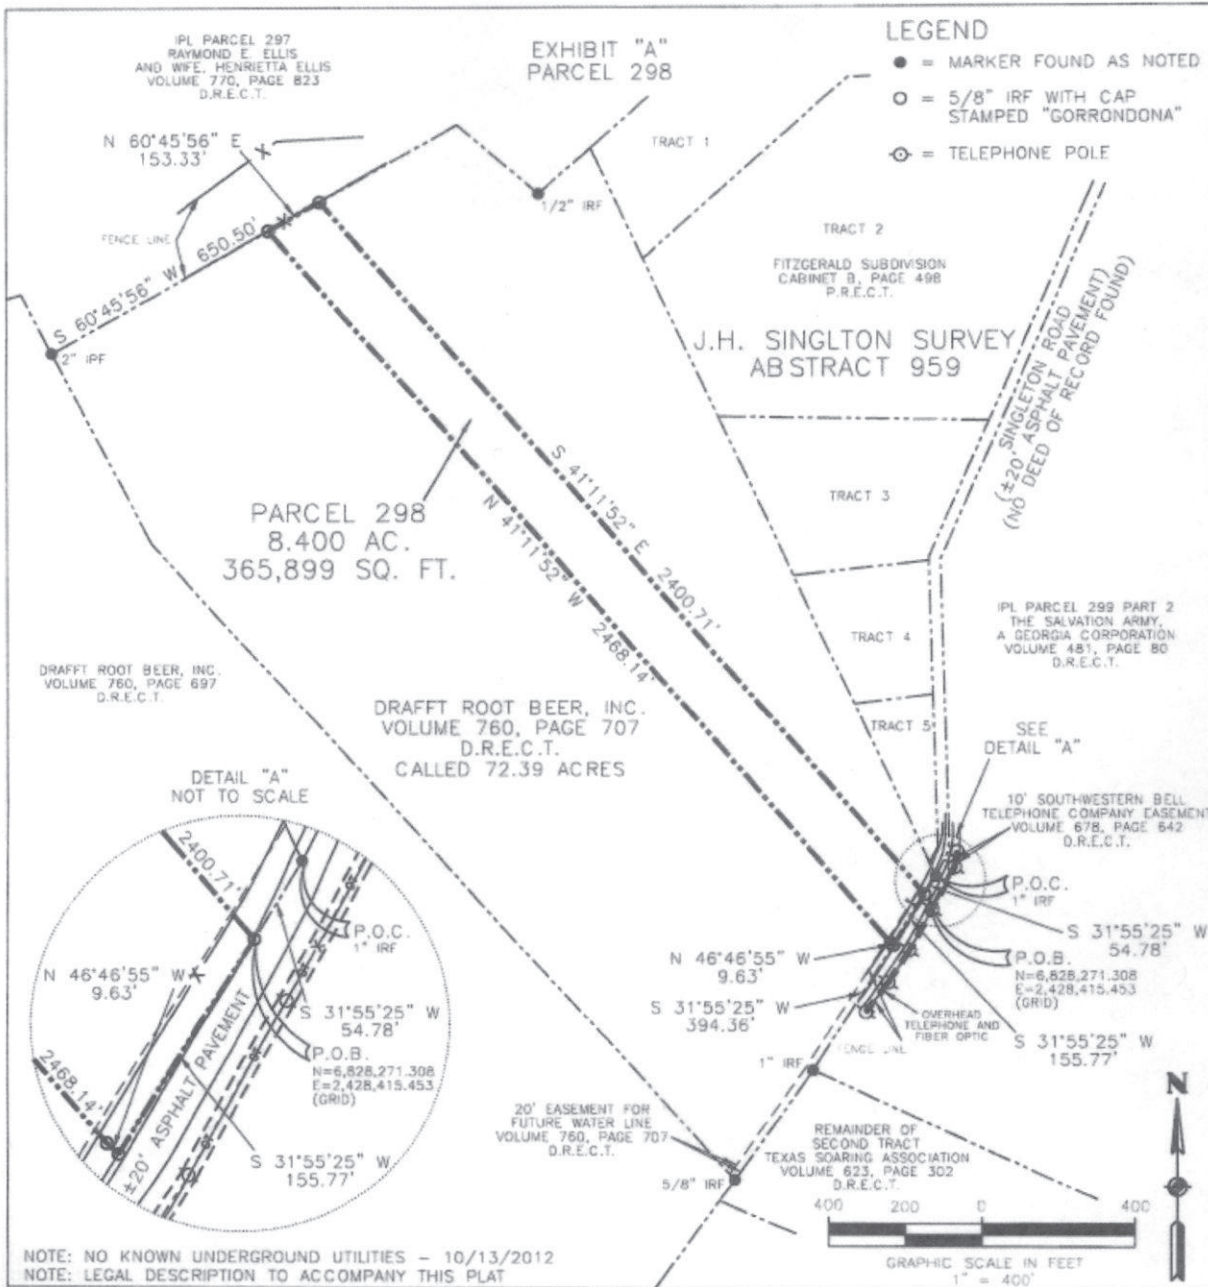 IPL PARCEL 297
RAYMOND E. ELLIS
AND WIFE, HENRIETTA ELLIS
VOLUME 770, PAGE 823
D.R.E.C.T.
EXHIBIT "A"
PARCEL 298
LEGEND
= MARKER FOUND AS NOTED
= 5/8" IRF WITH CAP
STAMPED "GORRONDONA"
= TELEPHONE POLE
N 60°45'56" E
153.33'
TRACT 1
1/2" IRF
FENCE LINE
S 60°45'56" W 650.50'
2" IPF
TRACT 2
FITZGERALD SUBDIVISION
CABINET B, PAGE 498
P.R.E.C.T.
J.H. SINGLTON SURVEY
ABSTRACT 959
SINGLETON ROAD
(±20' ASPHALT PAVEMENT)
(NO DEED OF RECORD FOUND)
S 41°11'52" E 2400.71'
N 41°11'52" W 2468.14'
PARCEL 298
8.400 AC.
365,899 SQ. FT.
TRACT 3
TRACT 4
IPL PARCEL 299 PART 2
THE SALVATION ARMY,
A GEORGIA CORPORATION
VOLUME 481, PAGE 80
D.R.E.C.T.
DRAFFT ROOT BEER, INC.
VOLUME 760, PAGE 697
D.R.E.C.T.
DRAFFT ROOT BEER, INC.
VOLUME 760, PAGE 707
D.R.E.C.T.
CALLED 72.39 ACRES
TRACT 5
SEE
DETAIL "A"
10' SOUTHWESTERN BELL
TELEPHONE COMPANY EASEMENT
VOLUME 678, PAGE 642
D.R.E.C.T.
P.O.C.
1" IRF
S 31°55'25" W
54.78'
P.O.B.
N=6,828,271.308
E=2,428,415.453
(GRID)
N 46°46'55" W
9.63'
S 31°55'25" W
394.36'
OVERHEAD
TELEPHONE AND
FIBER OPTIC
S 31°55'25" W
155.77'
FENCE LINE
1" IRF
DETAIL "A"
NOT TO SCALE
2400.71'
P.O.C.
1" IRF
N 46°46'55" W
9.63'
S 31°55'25" W
54.78'
P.O.B.
N=6,828,271.308
E=2,428,415.453
(GRID)
2468.14'
±20' ASPHALT PAVEMENT
S 31°55'25" W
155.77'
20' EASEMENT FOR
FUTURE WATER LINE
VOLUME 760, PAGE 707
D.R.E.C.T.
5/8" IRF
REMAINDER OF
SECOND TRACT
TEXAS SOARING ASSOCIATION
VOLUME 623, PAGE 302
D.R.E.C.T.
N
400 200 0 400
GRAPHIC SCALE IN FEET
1" = 400'
NOTE: NO KNOWN UNDERGROUND UTILITIES - 10/13/2012
NOTE: LEGAL DESCRIPTION TO ACCOMPANY THIS PLAT